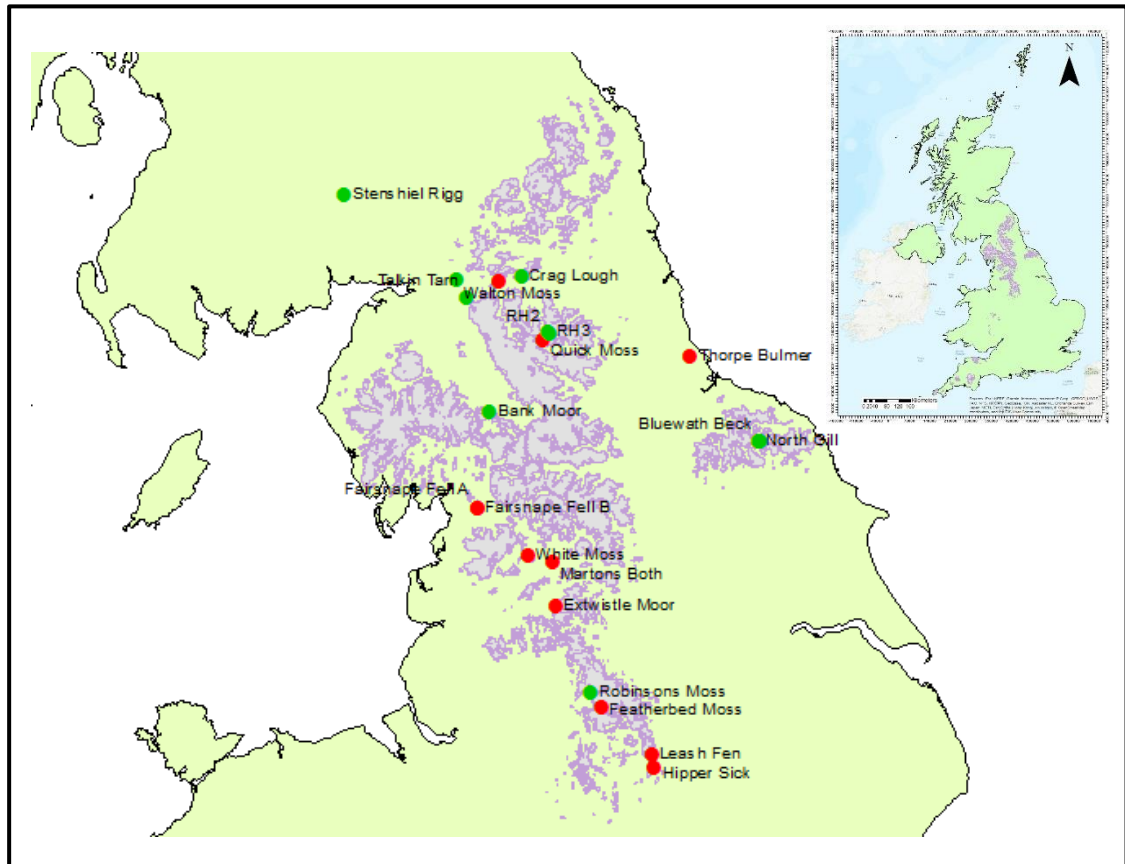 N
Stenshiel Rigg
Talkin Tarn
Crag Lough
Walton Moss
RH2
RH3
Quick Moss
Thorpe Bulmer
Bank Moor
Bluewath Beck
North Gill
Fairsnape Fell A
Fairsnape Fell B
White Moss
Martons Both
Extwistle Moor
Robinsons Moss
Featherbed Moss
Leash Fen
Hipper Sick
Kilometers